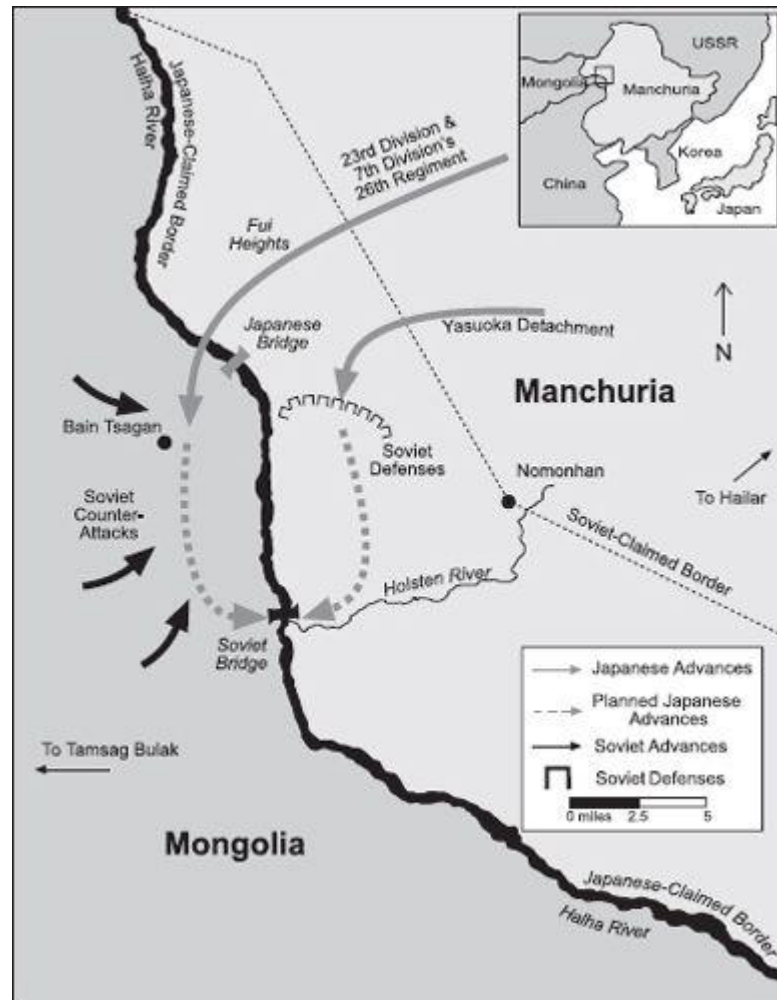 USSR
Mongolia
Manchuria
Korea
China
Japan
Halha River
Japanese-Claimed Border
23rd Division &
7th Division's
26th Regiment
Fui
Heights
Japanese
Bridge
Yasuoka Detachment
N
Manchuria
Bain Tsagan
Soviet
Defenses
Nomonhan
To Hailar
Soviet
Counter-
Attacks
Soviet-Claimed Border
Holsten River
Soviet
Bridge
Japanese Advances
Planned Japanese
Advances
Soviet Advances
Soviet Defenses
0 miles 2.5 5
To Tamsag Bulak
Mongolia
Japanese-Claimed Border
Halha River